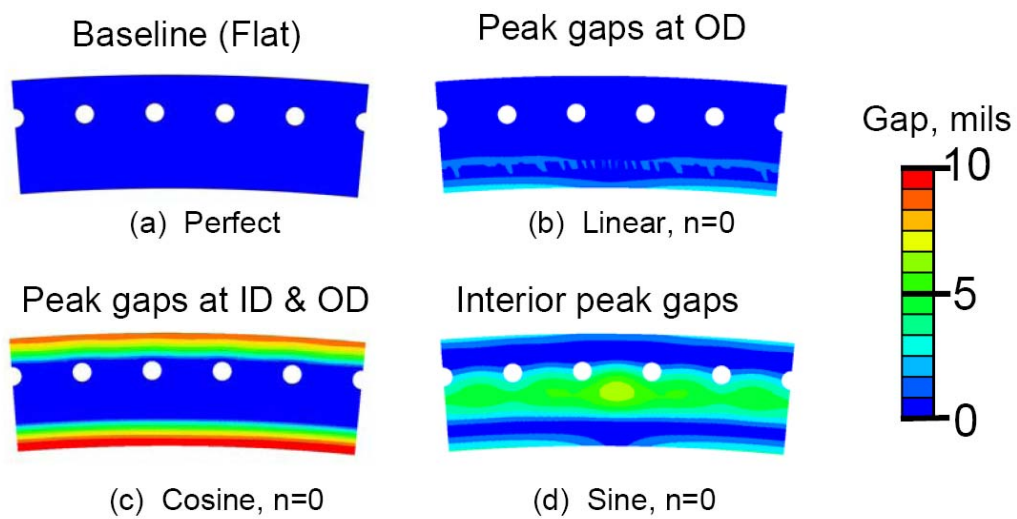 Baseline (Flat)
Peak gaps at OD
(a) Perfect
(b) Linear, n=0
Peak gaps at ID & OD
Interior peak gaps
(c) Cosine, n=0
(d) Sine, n=0
Gap, mils
10
5
0